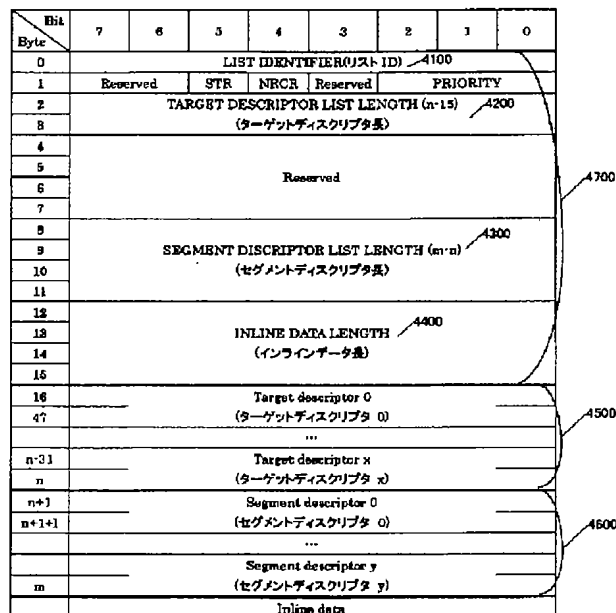 Bit
Byte
7 6 5 4 3 2 1 0
0 LIST IDENTIFIER(リスト ID) 4100
1 Reserved STR NRCR Reserved PRIORITY
2 TARGET DESCRIPTOR LIST LENGTH (n-15) 4200
3 (ターゲットディスクリプタ長)
4
5
Reserved
6
7
4700
8
9 SEGMENT DISCRIPTOR LIST LENGTH (m-n) 4300
10 (セグメントディスクリプタ長)
11
12
13 INLINE DATA LENGTH 4400
14 (インラインデータ長)
15
16 Target descriptor 0
47 (ターゲットディスクリプタ 0)
4500
…
n-31 Target descriptor x
n (ターゲットディスクリプタ x)
n+1 Segment descriptor 0
n+1+1 (セグメントディスクリプタ 0)
4600
…
Segment descriptor y
m (セグメントディスクリプタ y)
Inline data